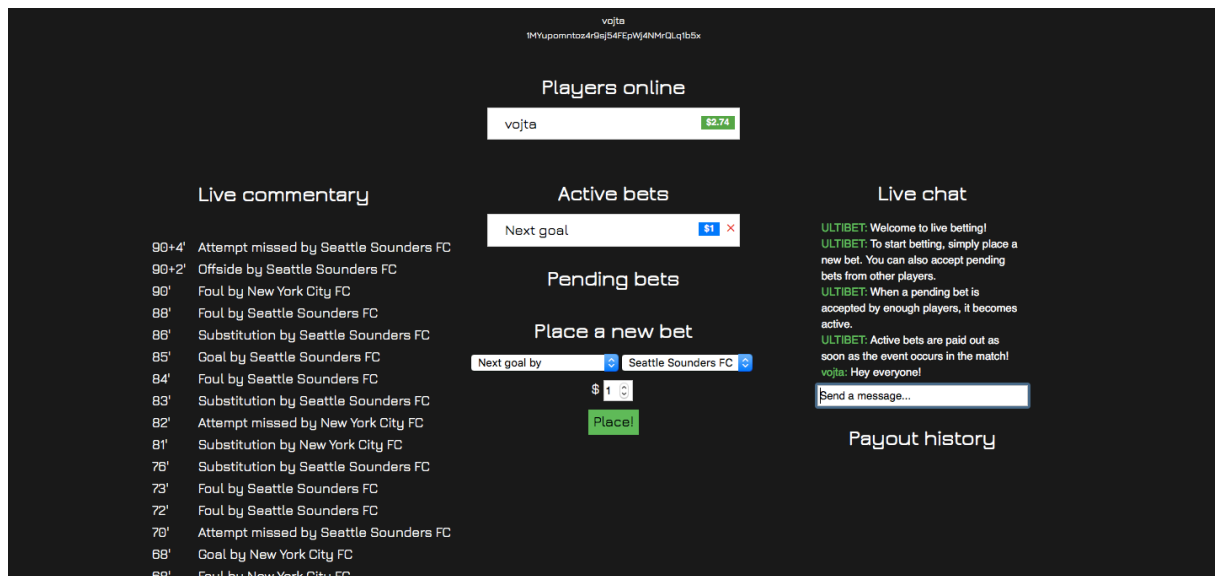 vojta
1MYupomntoz4r9sj54FEpWj4NMrQLq1b5x
Players online
vojta $2.74
Live commentary
90+4' Attempt missed by Seattle Sounders FC
90+2' Offside by Seattle Sounders FC
90' Foul by New York City FC
88' Foul by Seattle Sounders FC
86' Substitution by Seattle Sounders FC
85' Goal by Seattle Sounders FC
84' Foul by Seattle Sounders FC
83' Substitution by Seattle Sounders FC
82' Attempt missed by New York City FC
81' Substitution by New York City FC
76' Substitution by Seattle Sounders FC
73' Foul by Seattle Sounders FC
72' Foul by Seattle Sounders FC
70' Attempt missed by Seattle Sounders FC
68' Goal by New York City FC
68' Foul by New York City FC
Active bets
Next goal $1 ×
Pending bets
Place a new bet
Next goal by Seattle Sounders FC
$ 1
Place!
Live chat
ULTIBET: Welcome to live betting!
ULTIBET: To start betting, simply place a
new bet. You can also accept pending
bets from other players.
ULTIBET: When a pending bet is
accepted by enough players, it becomes
active.
ULTIBET: Active bets are paid out as
soon as the event occurs in the match!
vojta: Hey everyone!
Send a message...
Payout history